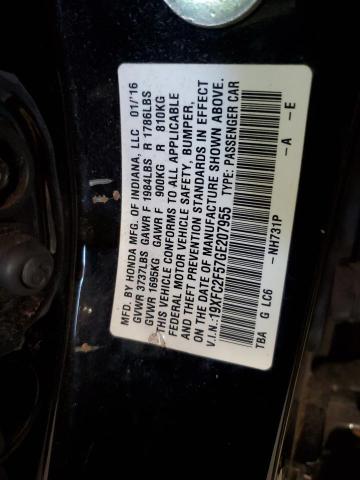 MFD. BY HONDA MFG. OF INDIANA, LLC 01/'16
GVWR 3737LBS GAWR F 1984LBS R 1786LBS
GVWR 1695KG GAWR F 900KG R 810KG
THIS VEHICLE CONFORMS TO ALL APPLICABLE
FEDERAL MOTOR VEHICLE SAFETY, BUMPER,
AND THEFT PREVENTION STANDARDS IN EFFECT
ON THE DATE OF MANUFACTURE SHOWN ABOVE.
V.I.N.:19XFC2F57GE207955 TYPE: PASSENGER CAR
TBA G LC6 - NH731P - A - E